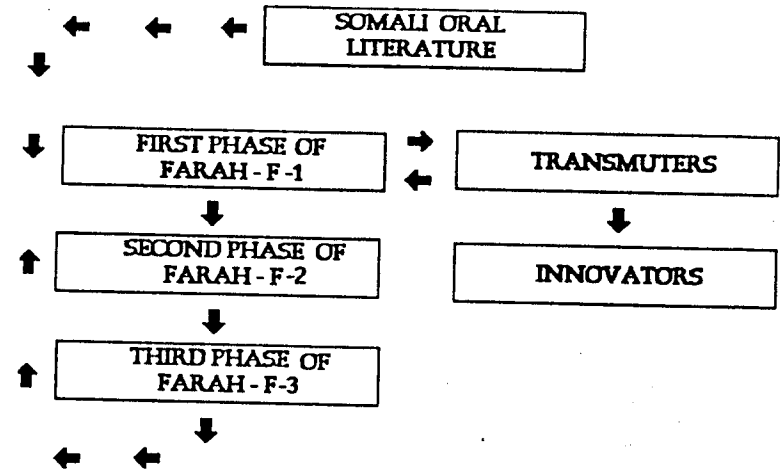 SOMALI ORAL
LITERATURE
FIRST PHASE OF
FARAH - F -1
TRANSMUTERS
SECOND PHASE OF
FARAH - F-2
INNOVATORS
THIRD PHASE OF
FARAH - F-3